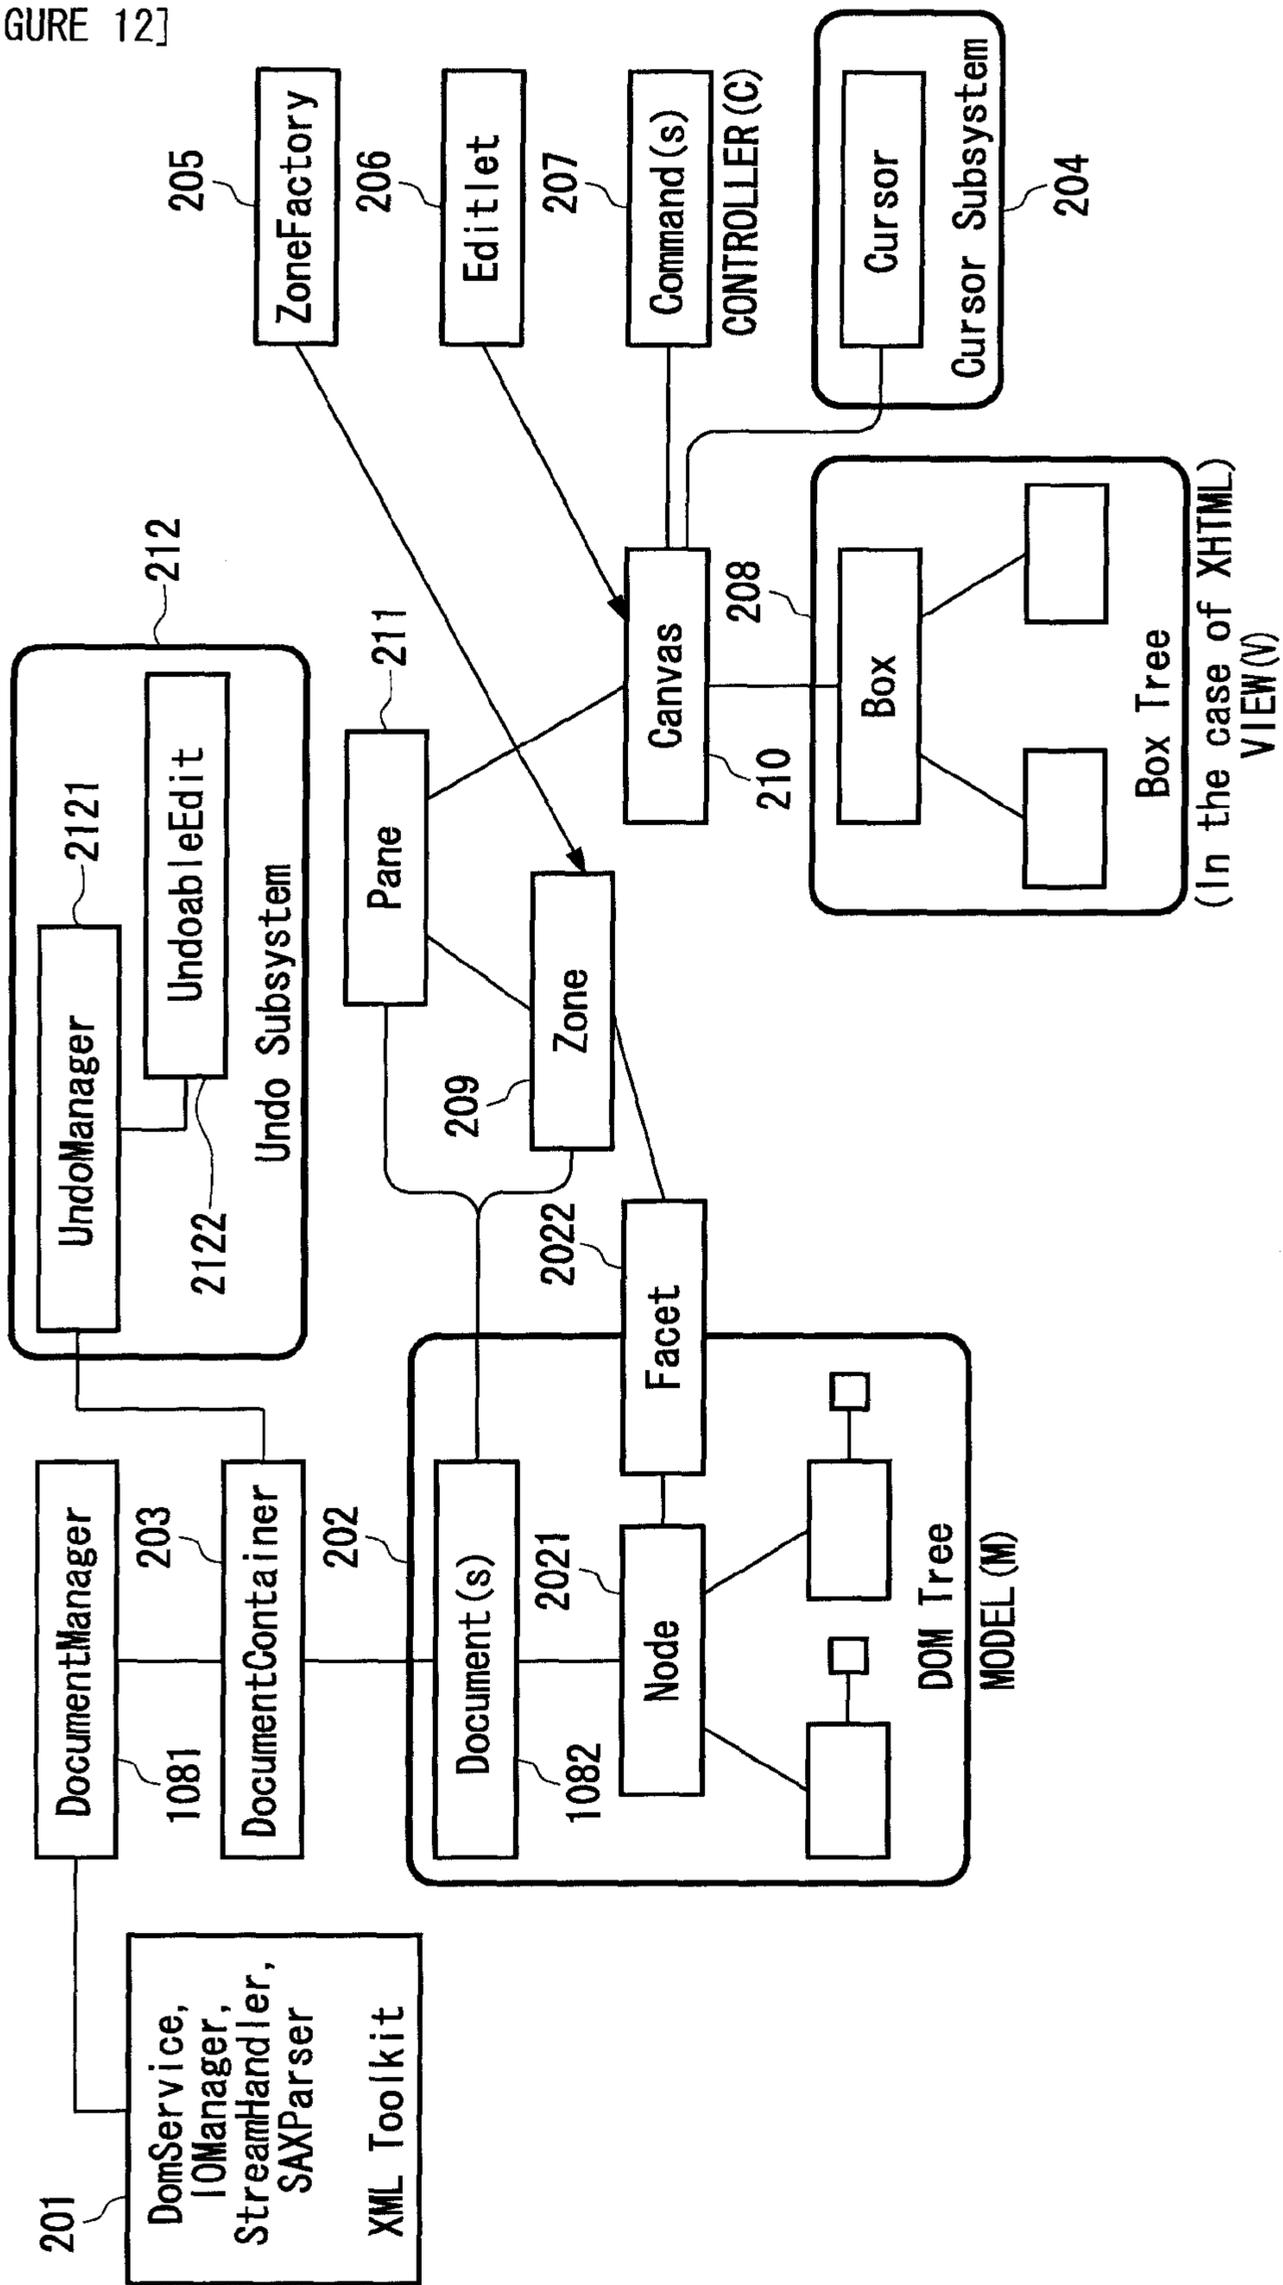 GURE 12]
201
DomService,
IOManager,
StreamHandler,
SAXParser
XML Toolkit
DocumentManager
1081
DocumentContainer
203
202
Document(s)
1082
2021
Node
2022
Facet
DOM Tree
MODEL(M)
UndoManager
2121
UndoableEdit
2122
Undo Subsystem
212
Pane
211
209
Zone
Canvas
210
208
Box
Box Tree
(In the case of XHTML)
VIEW(V)
205
ZoneFactory
206
Editlet
207
Command(s)
CONTROLLER(C)
Cursor
Cursor Subsystem
204